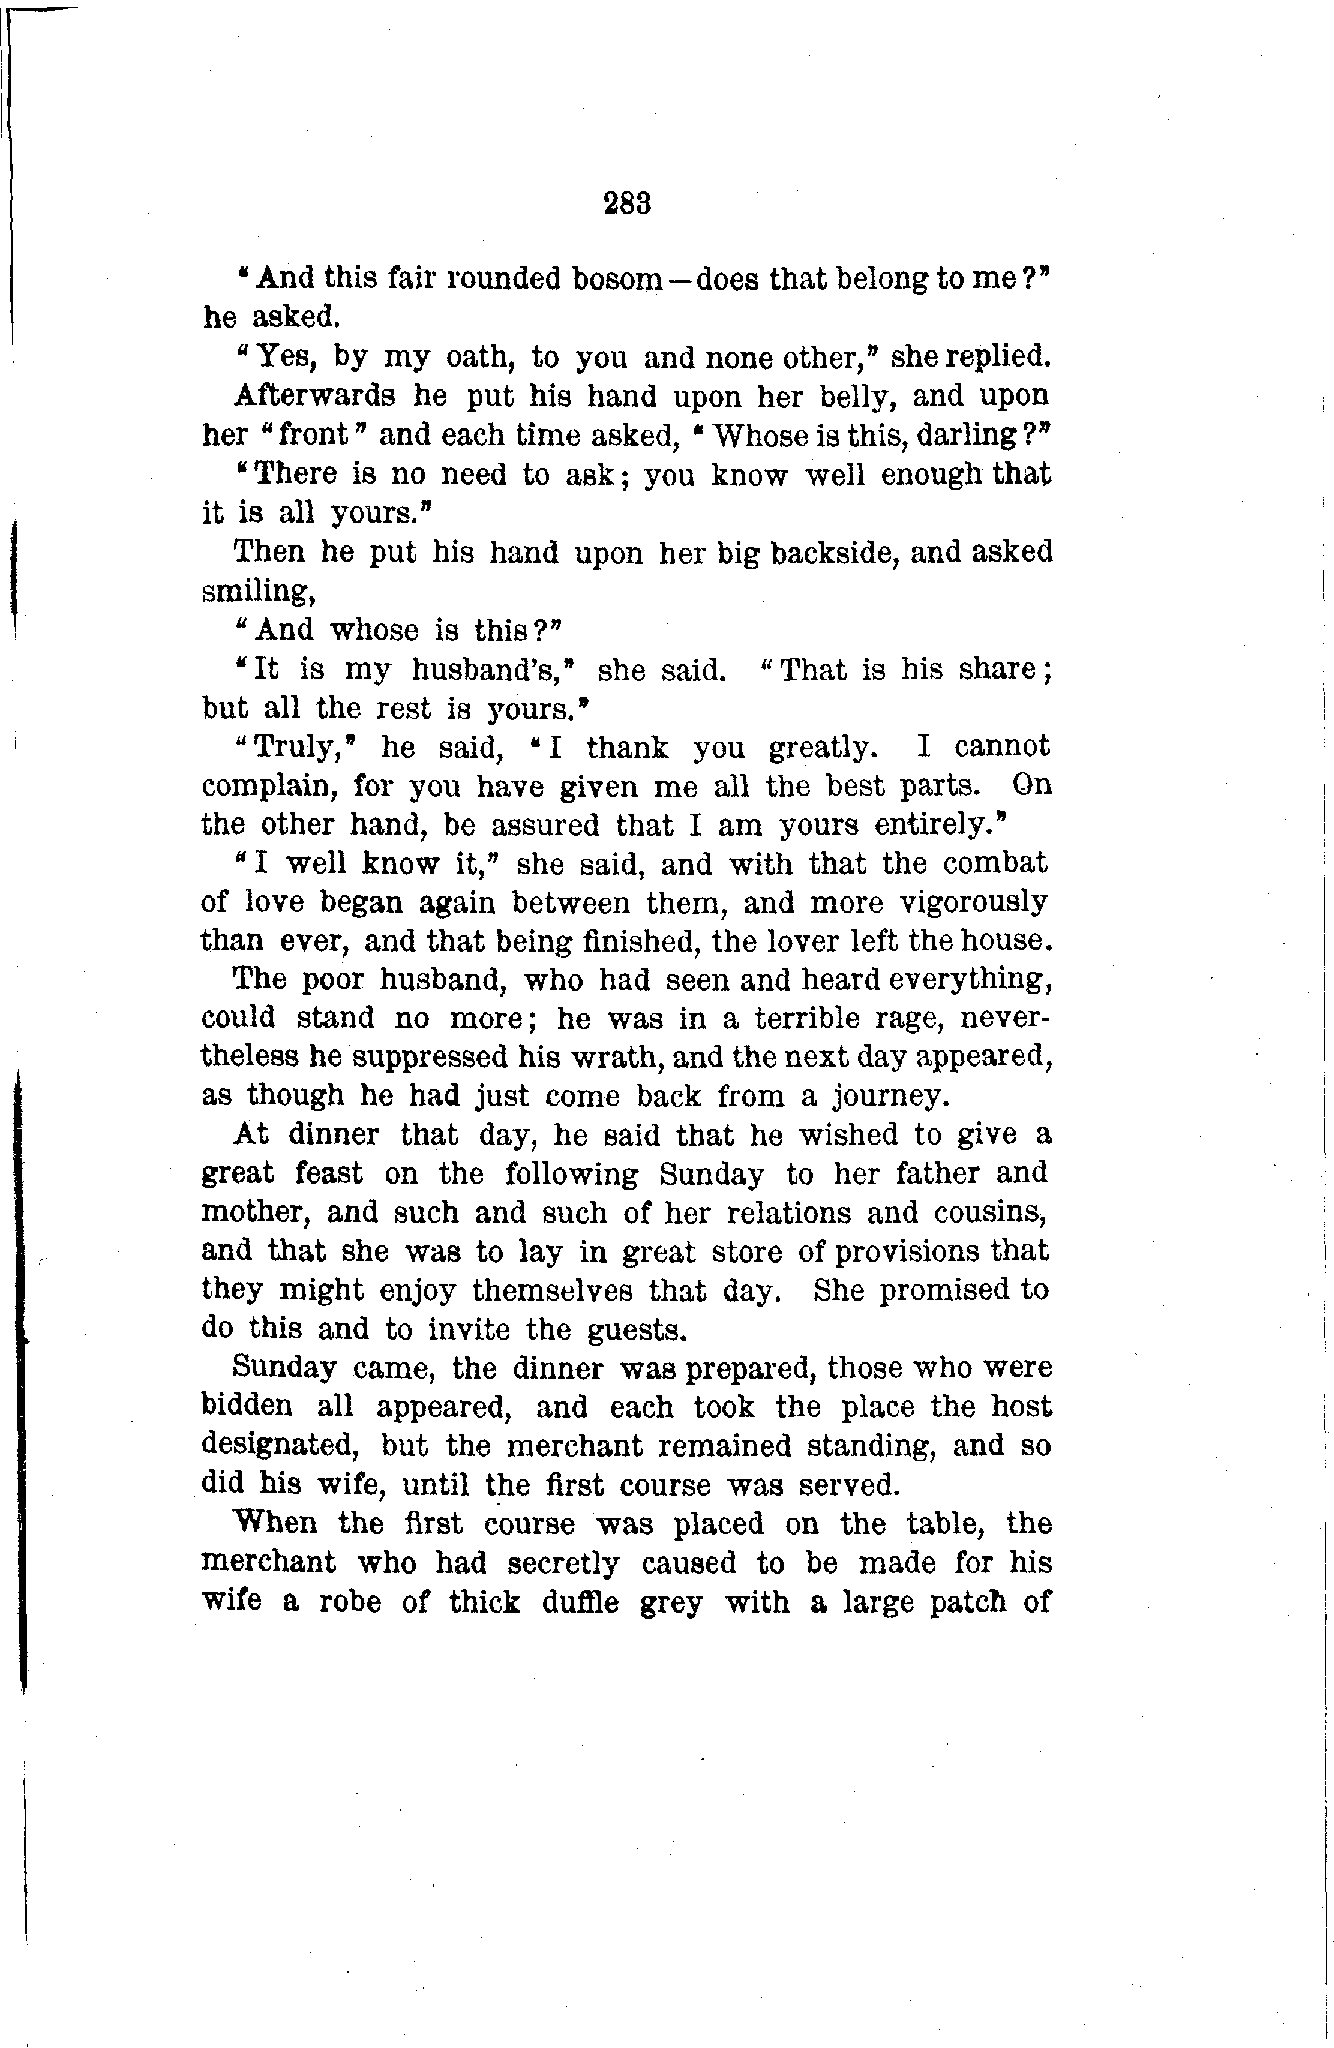 283
"And this fair rounded bosom—does that belong to me?"
he asked.
"Yes, by my oath, to you and none other," she replied.
Afterwards he put his hand upon her belly, and upon
her "front" and each time asked, "Whose is this, darling?"
"There is no need to ask; you know well enough that
it is all yours."
Then he put his hand upon her big backside, and asked
smiling,
"And whose is this?"
"It is my husband's," she said. "That is his share;
but all the rest is yours."
"Truly," he said, "I thank you greatly. I cannot
complain, for you have given me all the best parts. On
the other hand, be assured that I am yours entirely."
"I well know it," she said, and with that the combat
of love began again between them, and more vigorously
than ever, and that being finished, the lover left the house.
The poor husband, who had seen and heard everything,
could stand no more; he was in a terrible rage, never-
theless he suppressed his wrath, and the next day appeared,
as though he had just come back from a journey.
At dinner that day, he said that he wished to give a
great feast on the following Sunday to her father and
mother, and such and such of her relations and cousins,
and that she was to lay in great store of provisions that
they might enjoy themselves that day. She promised to
do this and to invite the guests.
Sunday came, the dinner was prepared, those who were
bidden all appeared, and each took the place the host
designated, but the merchant remained standing, and so
did his wife, until the first course was served.
When the first course was placed on the table, the
merchant who had secretly caused to be made for his
wife a robe of thick duffle grey with a large patch of